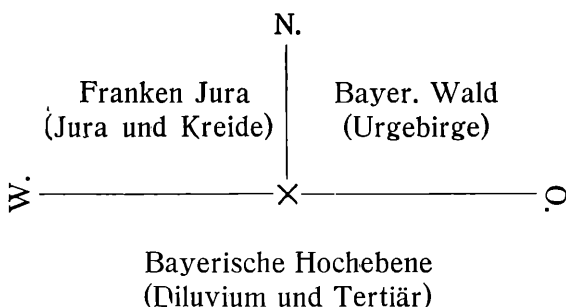 N.
Franken Jura
(Jura und Kreide)
Bayer. Wald
(Urgebirge)
W.
O.
Bayerische Hochebene
(Diluvium und Tertiär)